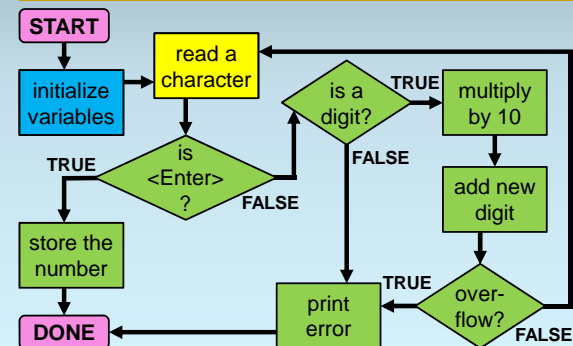 START
initialize
variables
read a
character
is
<Enter>
?
TRUE
FALSE
store the
number
DONE
is a
digit?
TRUE
FALSE
multiply
by 10
add new
digit
over-
flow?
TRUE
FALSE
print
error